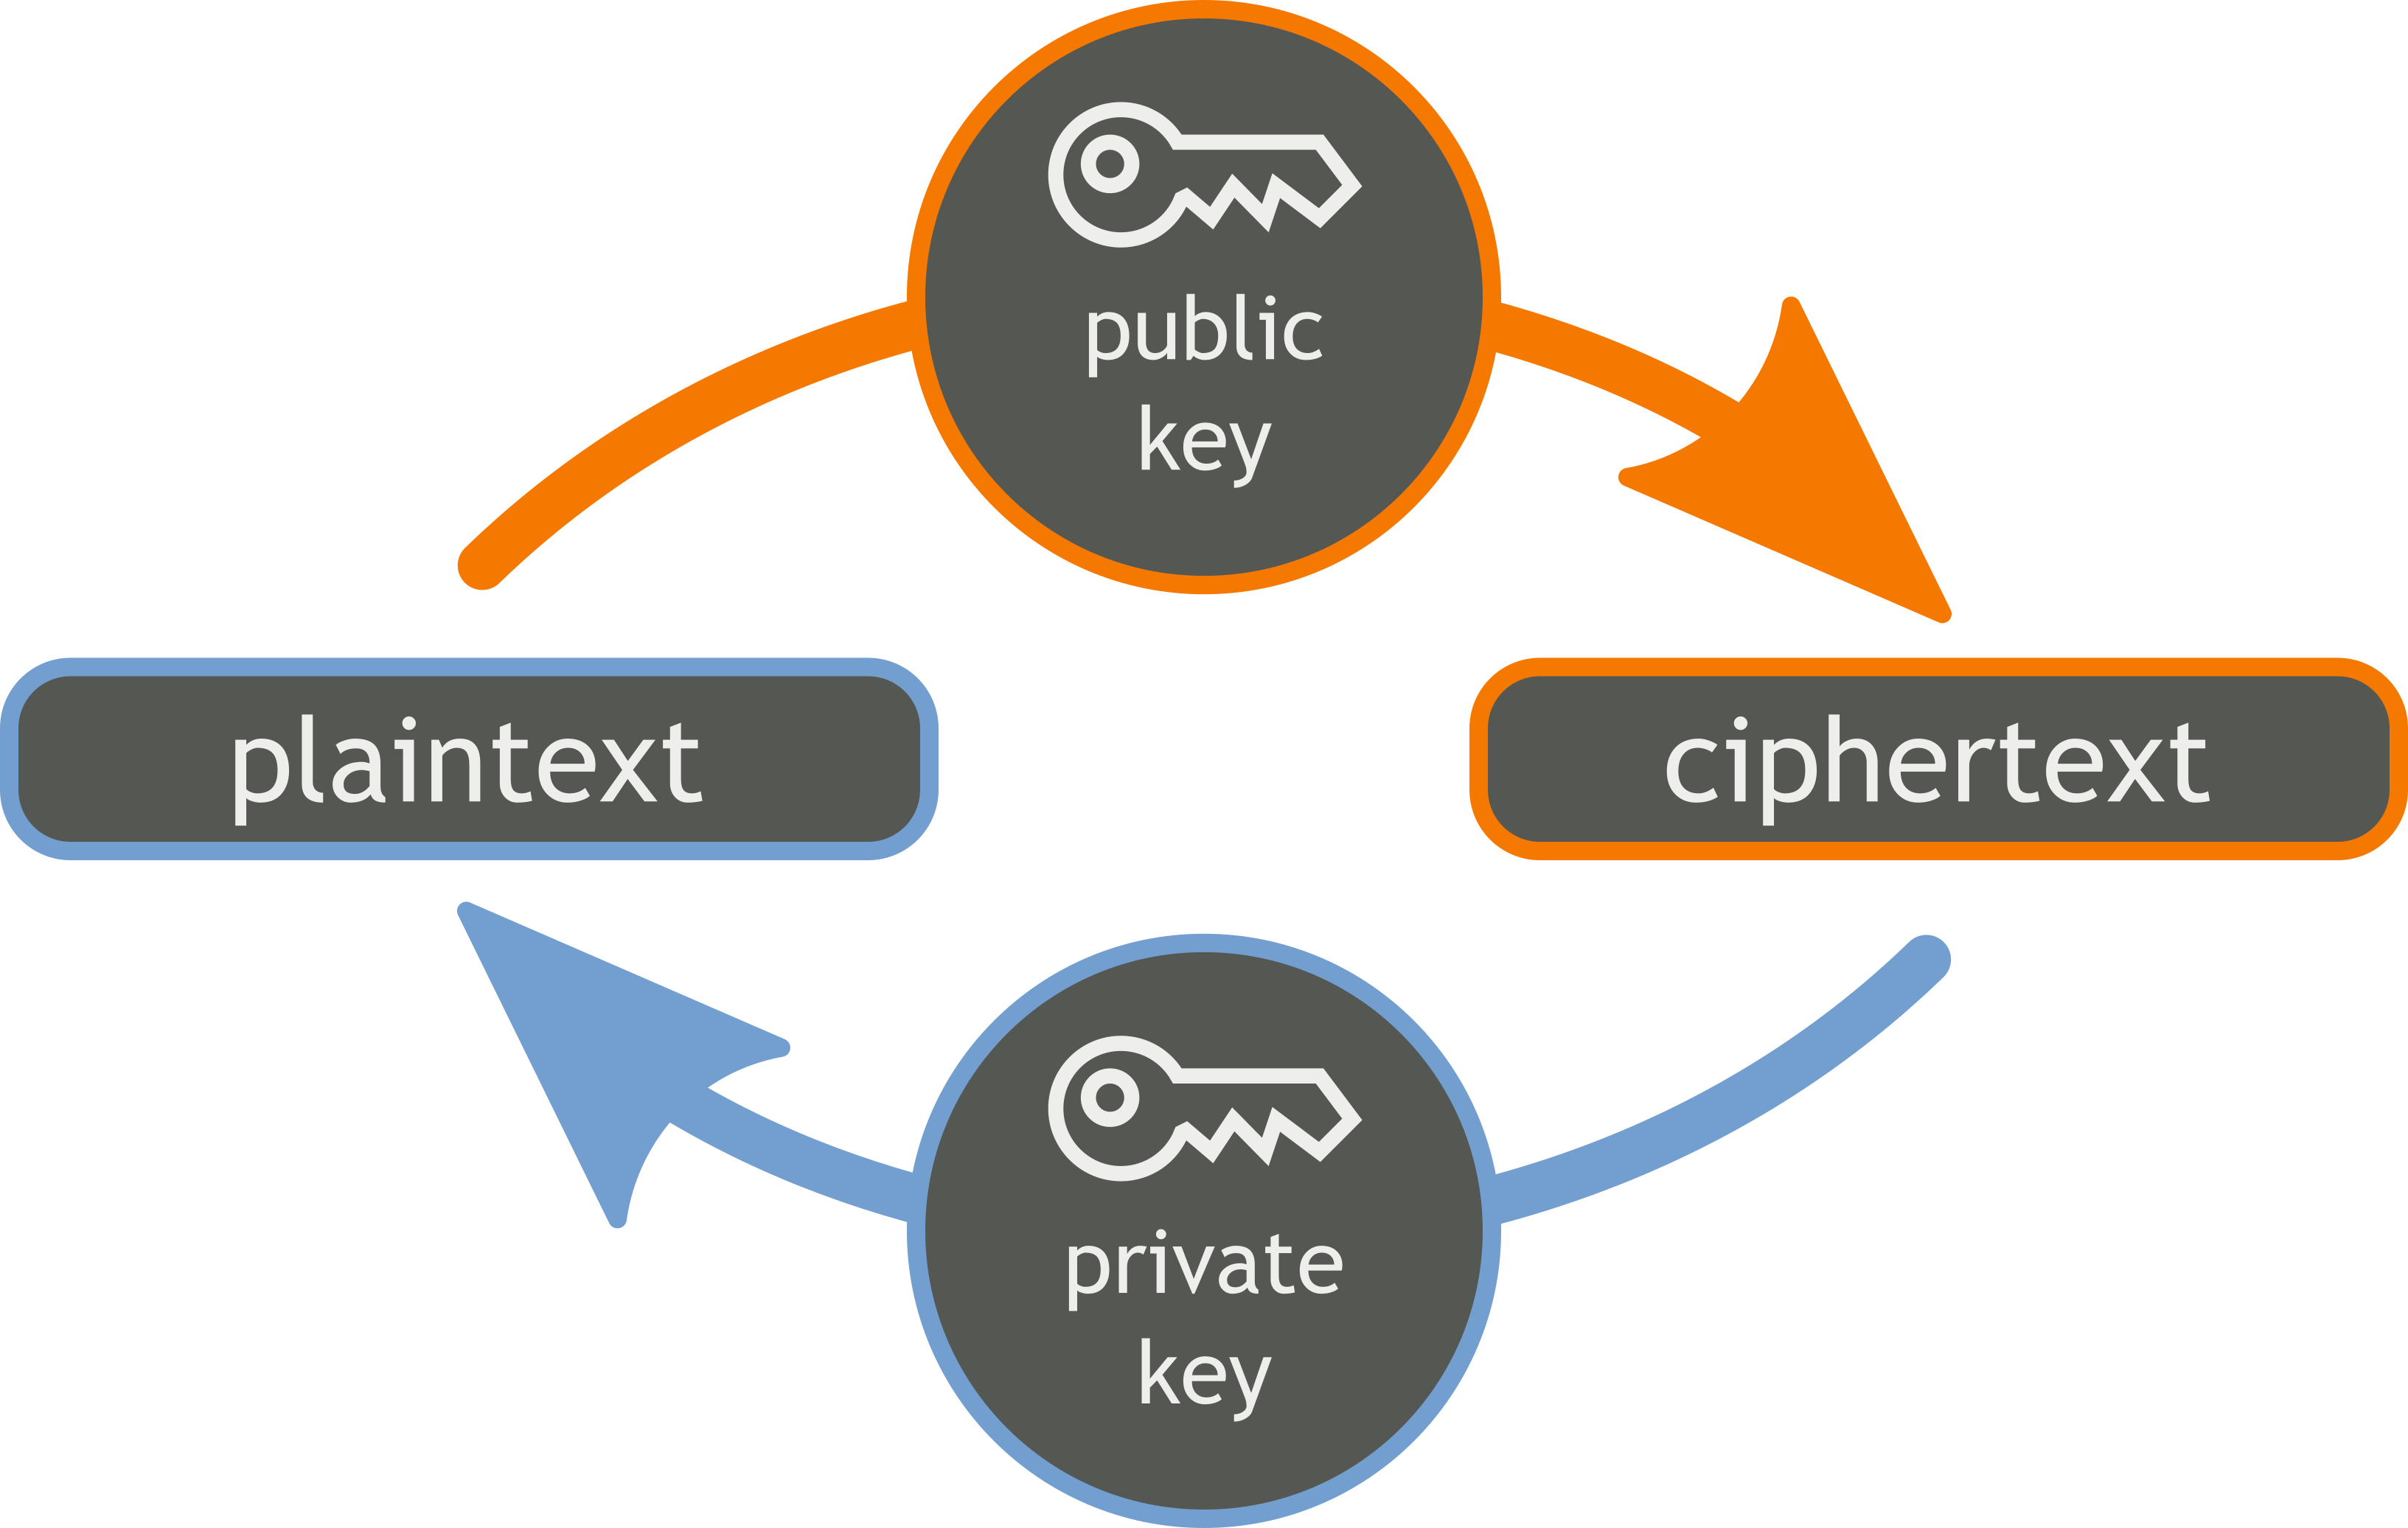 public
key
plaintext
ciphertext
private
key